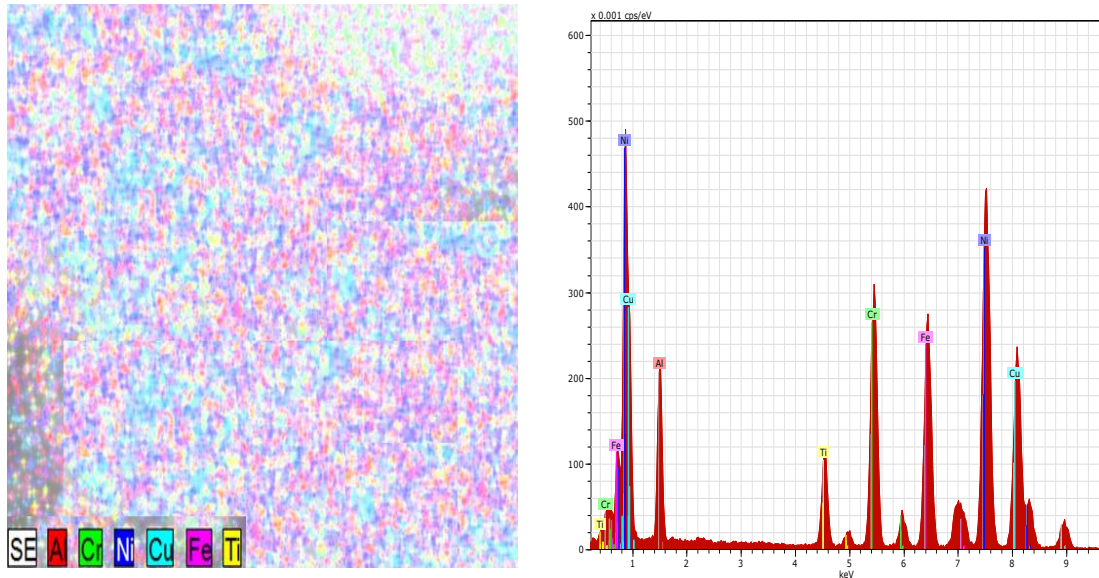 SE Al Cr Ni Cu Fe Ti
x 0.001 cps/eV
600
500
400
300
200
100
0
Ti
Cr
Fe
Ni
Cu
Al
Ti
Cr
Fe
Ni
Cu
1 2 3 4 5 6 7 8 9
keV